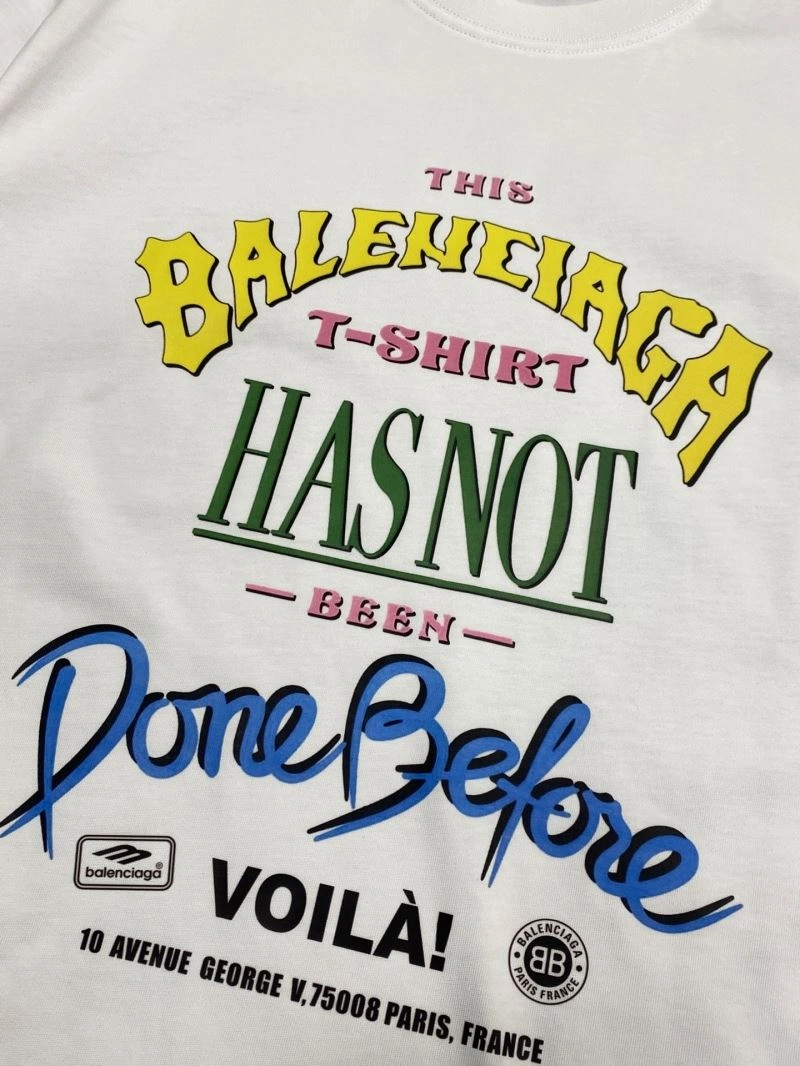 THIS
BALENCIAGA
T-SHIRT
HAS NOT
— BEEN —
Done Before
balenciaga®
VOILÀ!
BALENCIAGA
BB
PARIS FRANCE
10 AVENUE GEORGE V,75008 PARIS, FRANCE